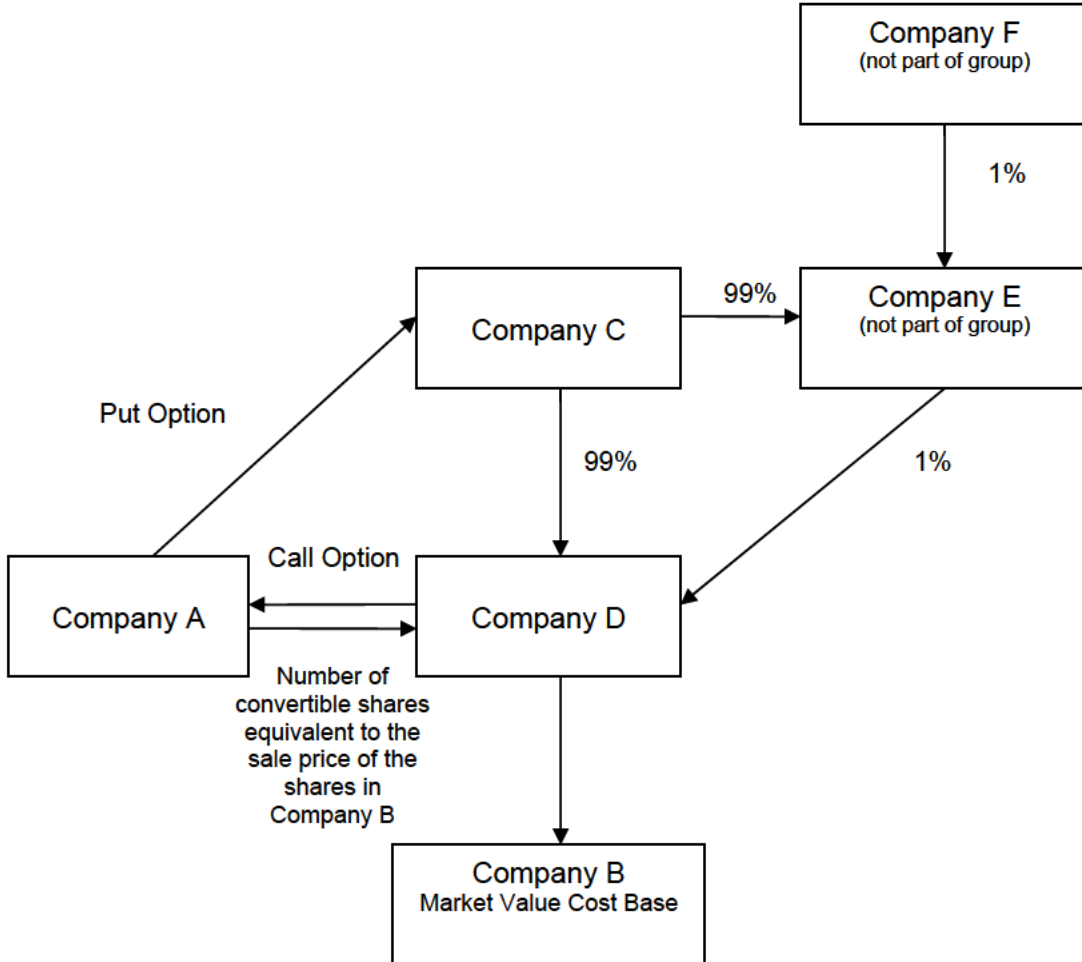 Company F
(not part of group)
1%
99%
Company C
Company E
(not part of group)
Put Option
99%
1%
Call Option
Company A
Company D
Number of
convertible shares
equivalent to the
sale price of the
shares in
Company B
Company B
Market Value Cost Base